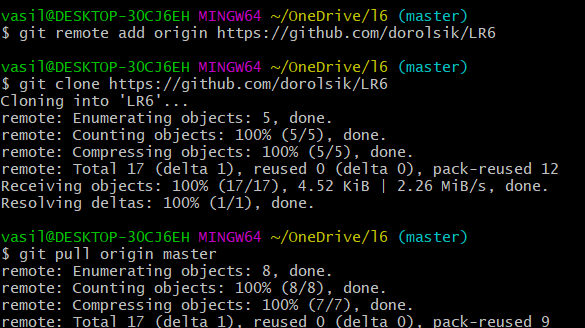 vasil@DESKTOP-3OCJ6EH MINGW64 ~/OneDrive/l6 (master)
$ git remote add origin https://github.com/dorolsik/LR6
vasil@DESKTOP-3OCJ6EH MINGW64 ~/OneDrive/l6 (master)
$ git clone https://github.com/dorolsik/LR6
Cloning into 'LR6'...
remote: Enumerating objects: 5, done.
remote: Counting objects: 100% (5/5), done.
remote: Compressing objects: 100% (5/5), done.
remote: Total 17 (delta 1), reused 0 (delta 0), pack-reused 12
Receiving objects: 100% (17/17), 4.52 KiB | 2.26 MiB/s, done.
Resolving deltas: 100% (1/1), done.
vasil@DESKTOP-3OCJ6EH MINGW64 ~/OneDrive/l6 (master)
$ git pull origin master
remote: Enumerating objects: 8, done.
remote: Counting objects: 100% (8/8), done.
remote: Compressing objects: 100% (7/7), done.
remote: Total 17 (delta 1), reused 0 (delta 0), pack-reused 9